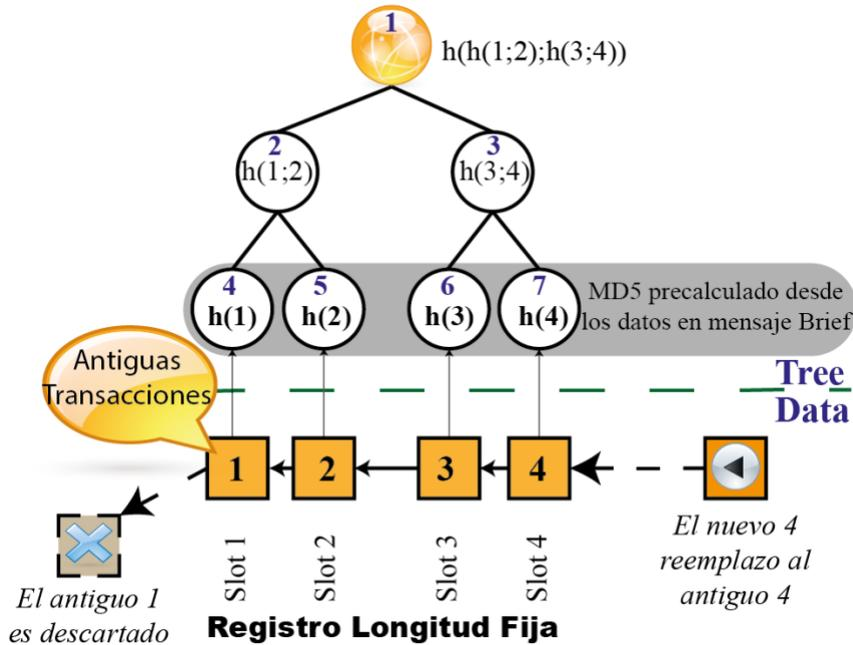 1
h(h(1;2);h(3;4))
2
h(1;2)
3
h(3;4)
4
h(1)
5
h(2)
6
h(3)
7
h(4)
MD5 precalculado desde
los datos en mensaje Brief
Antiguas
Transacciones
Tree
Data
1
2
3
4
Slot 1
Slot 2
Slot 3
Slot 4
El nuevo 4
reemplazo al
antiguo 4
El antiguo 1
es descartado
Registro Longitud Fija